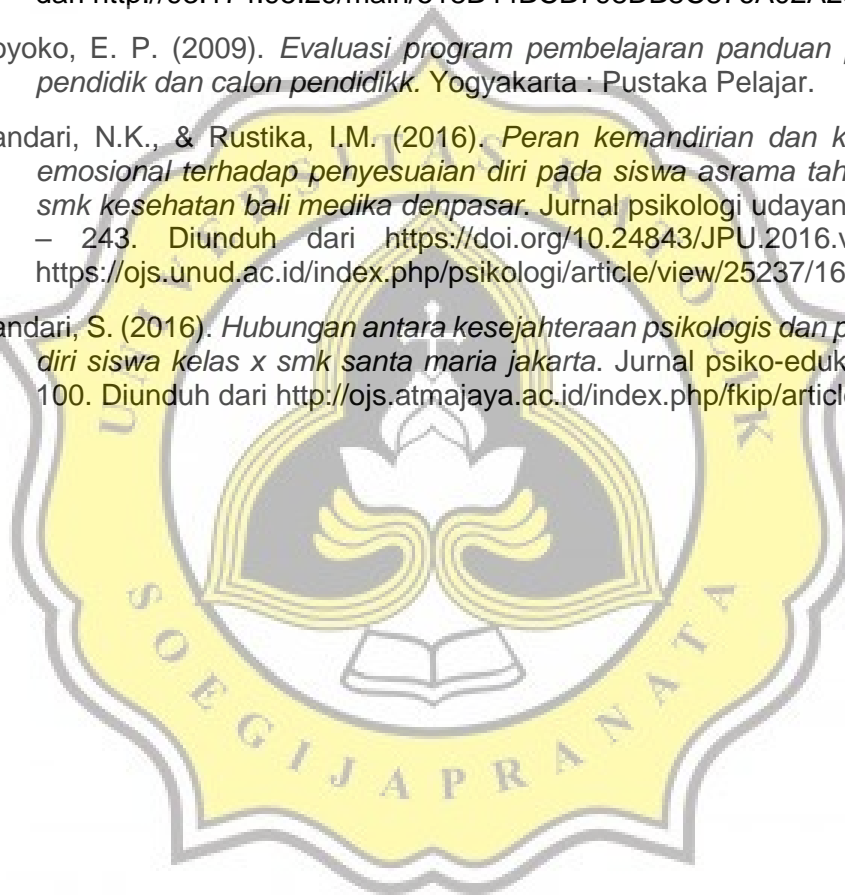 oyoko, E. P. (2009). Evaluasi program pembelajaran panduan
pendidik dan calon pendidikk. Yogyakarta : Pustaka Pelajar.
andari, N.K., & Rustika, I.M. (2016). Peran kemandirian dan k
emosional terhadap penyesuaian diri pada siswa asrama tah
smk kesehatan bali medika denpasar. Jurnal psikologi udayan
– 243. Diunduh dari https://doi.org/10.24843/JPU.2016.v
https://ojs.unud.ac.id/index.php/psikologi/article/view/25237/16
andari, S. (2016). Hubungan antara kesejahteraan psikologis dan p
diri siswa kelas x smk santa maria jakarta. Jurnal psiko-eduk
100. Diunduh dari http://ojs.atmajaya.ac.id/index.php/fkip/articl
UNIVERSITAS KATOLIK
SOEGIJAPRANATA